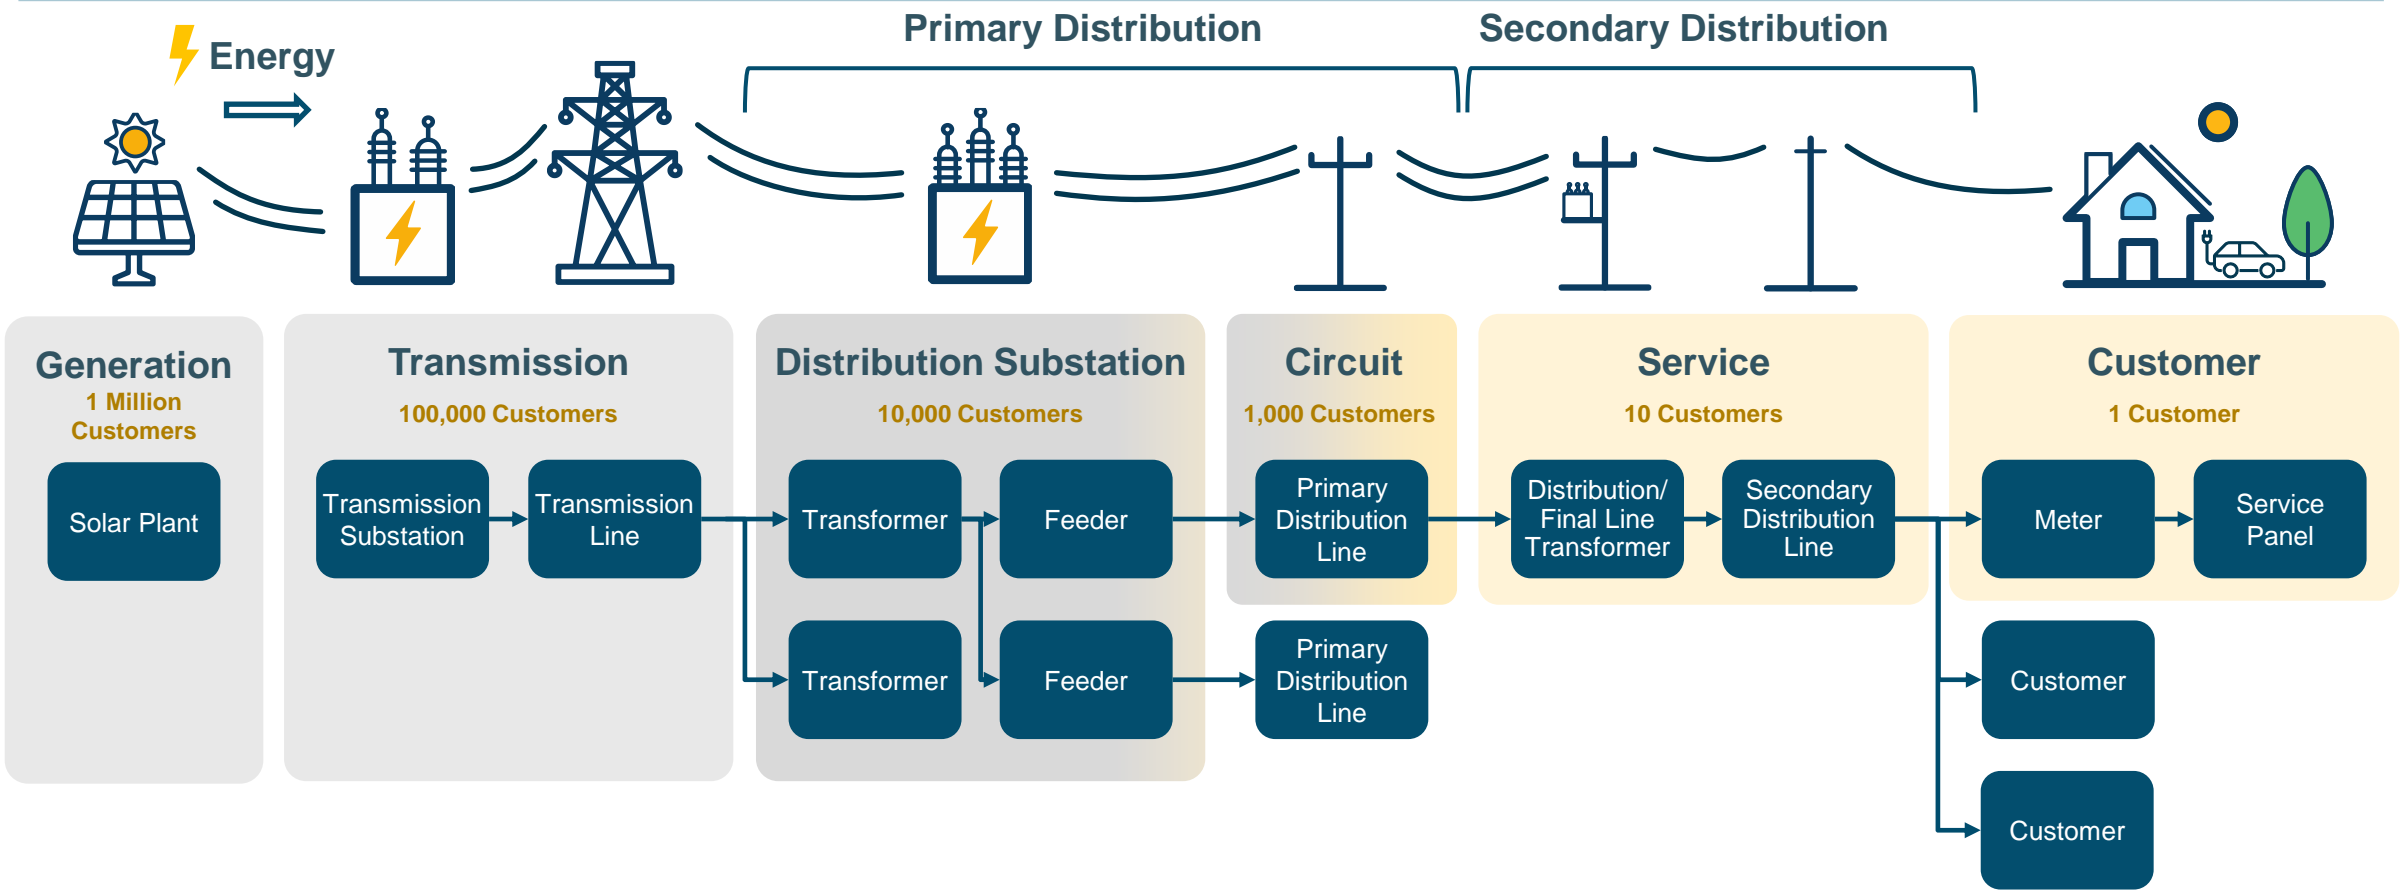 Primary Distribution
Secondary Distribution
Energy
Generation
1 Million
Customers
Solar Plant
Transmission
100,000 Customers
Transmission
Substation
Transmission
Line
Distribution Substation
10,000 Customers
Transformer
Feeder
Transformer
Feeder
Circuit
1,000 Customers
Primary
Distribution
Line
Primary
Distribution
Line
Service
10 Customers
Distribution/
Final Line
Transformer
Secondary
Distribution
Line
Customer
1 Customer
Meter
Service
Panel
Customer
Customer